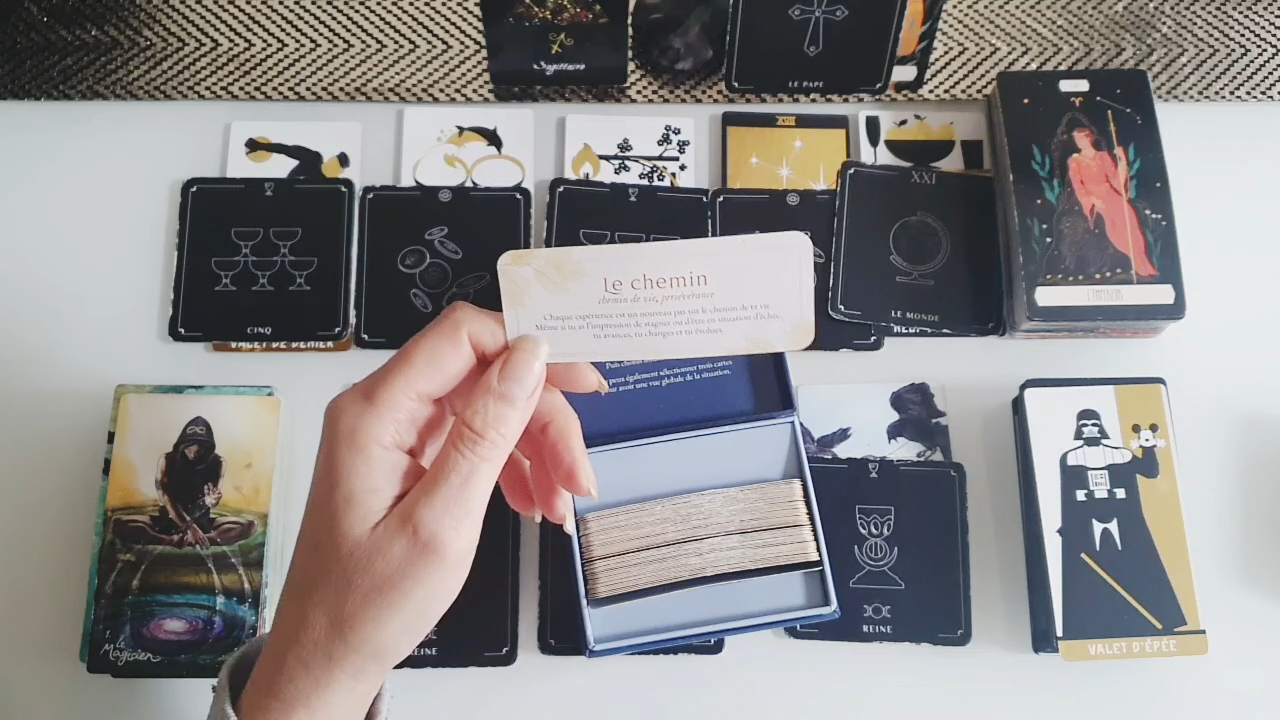 Sagittaire
LE PAPE
XVII
XXI
LE MONDE
CINQ
VALET DE DENIER
Le chemin
chemin de vie, persévérance
Chaque expérience est un nouveau pas sur le chemin de ta vie.
Même si tu as l'impression de stagner ou d'être en situation d'échec,
tu avances, tu changes et tu évolues.
peux également sélectionner trois cartes
pour avoir une vue globale de la situation.
1.
Le
Magicien
REINE
VALET D'ÉPÉE